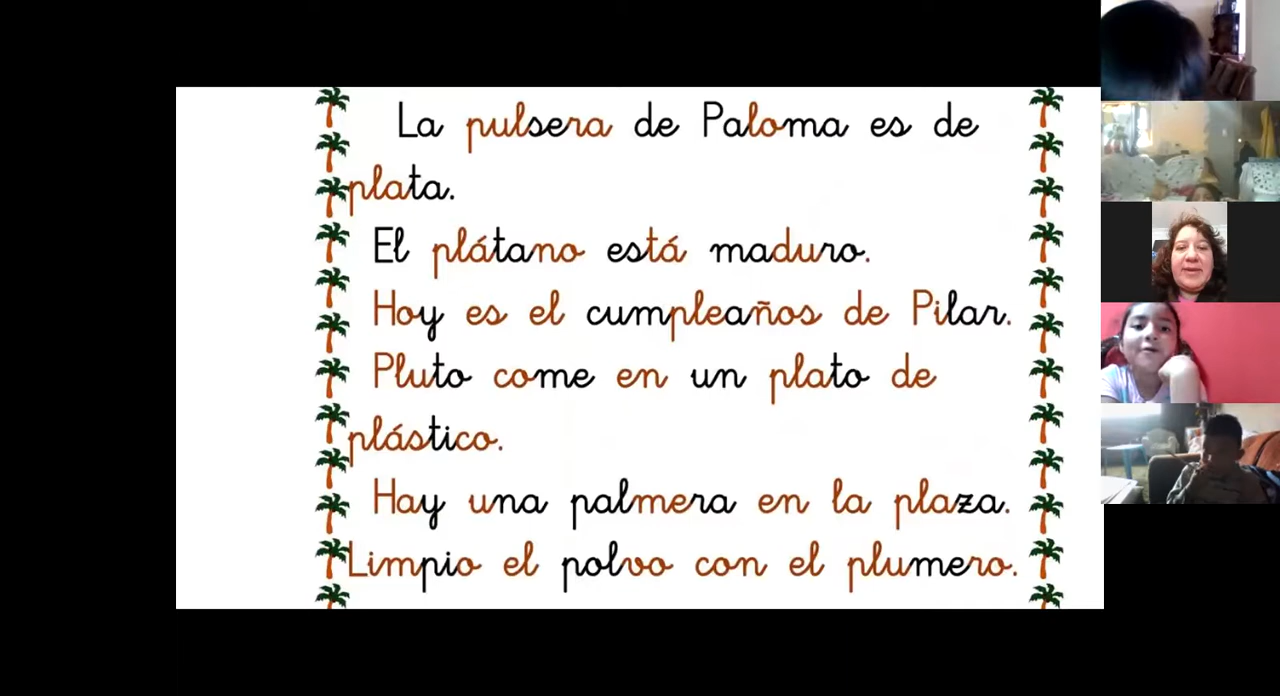 La pulsera de Paloma es de
plata.
El plátano está maduro.
Hoy es el cumpleaños de Pilar.
Pluto come en un plato de
plástico.
Hay una palmera en la plaza.
Limpio el polvo con el plumero.